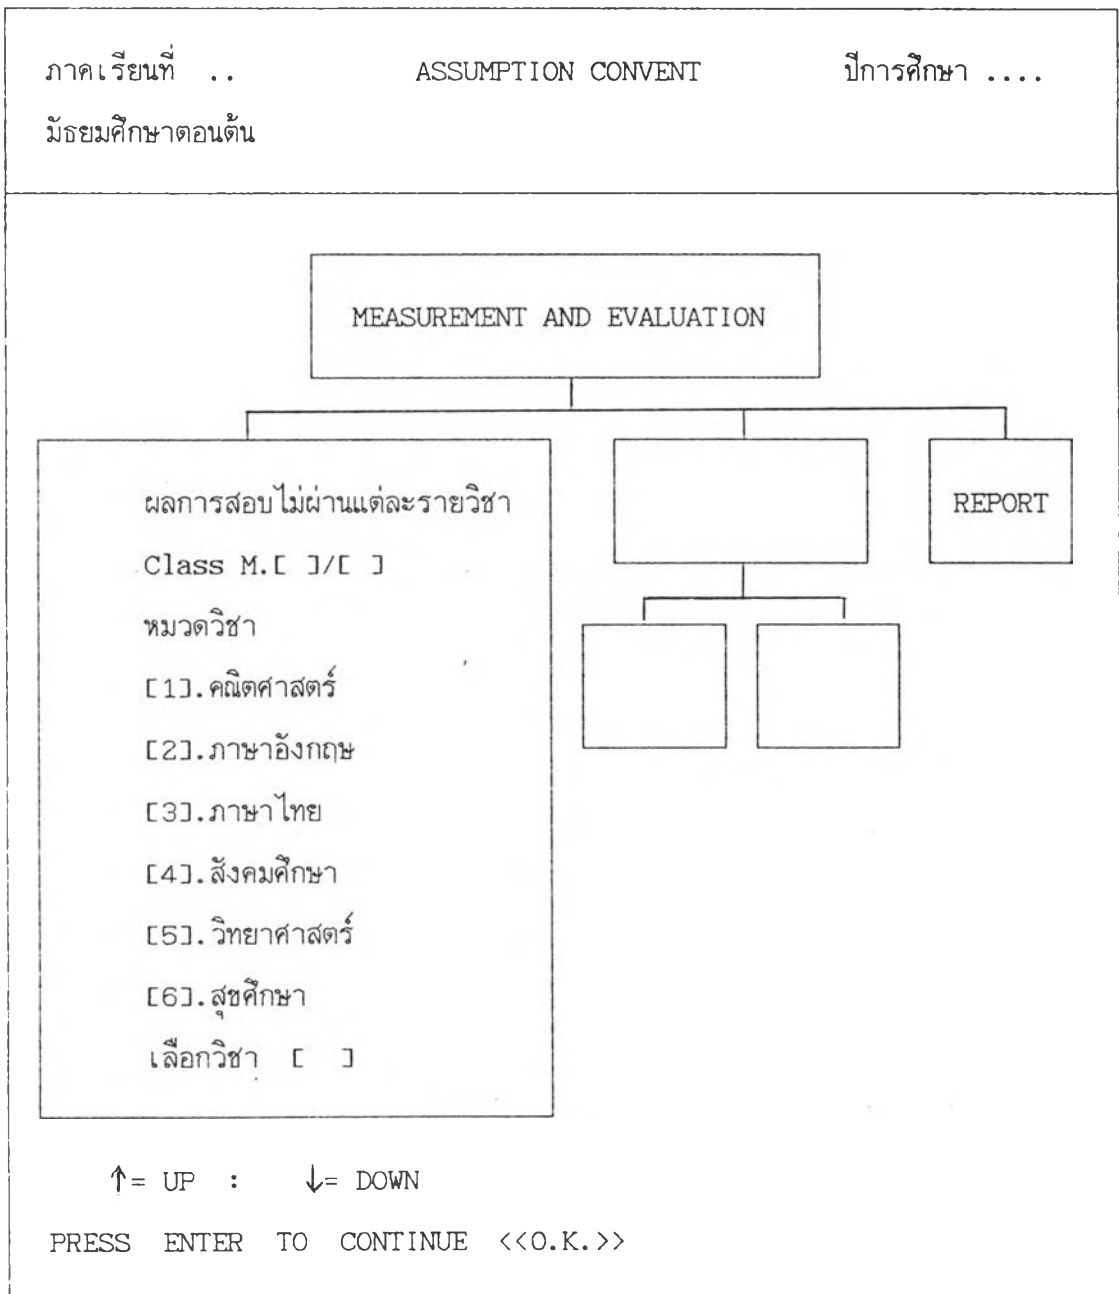 ภาคเรียนที่ .. ASSUMPTION CONVENT ปีการศึกษา ....
มัธยมศึกษาตอนต้น
MEASUREMENT AND EVALUATION
ผลการสอบไม่ผ่านแต่ละรายวิชา
Class M.[ ]/[ ]
หมวดวิชา
[1].คณิตศาสตร์
[2].ภาษาอังกฤษ
[3].ภาษาไทย
[4].สังคมศึกษา
[5].วิทยาศาสตร์
[6].สุขศึกษา
เลือกวิชา [ ]
REPORT
↑= UP : ↓= DOWN
PRESS ENTER TO CONTINUE <<O.K.>>